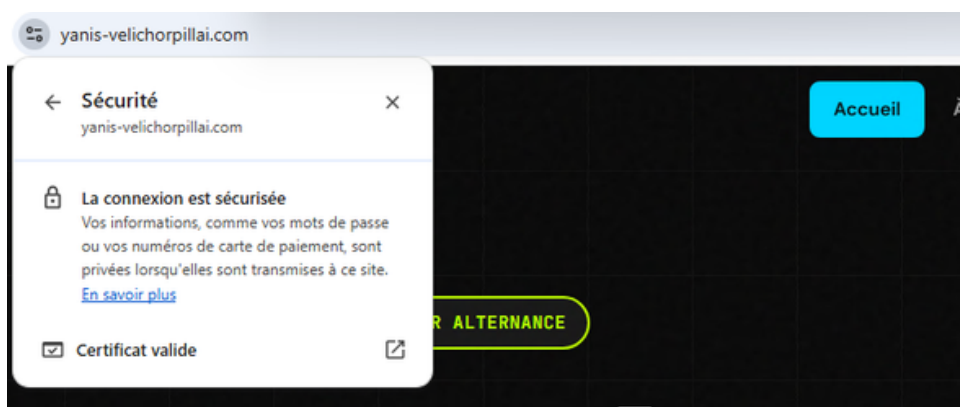 yanis-velichorpillai.com
Sécurité
yanis-velichorpillai.com
La connexion est sécurisée
Vos informations, comme vos mots de passe
ou vos numéros de carte de paiement, sont
privées lorsqu'elles sont transmises à ce site.
En savoir plus
Certificat valide
Accueil
ALTERNANCE